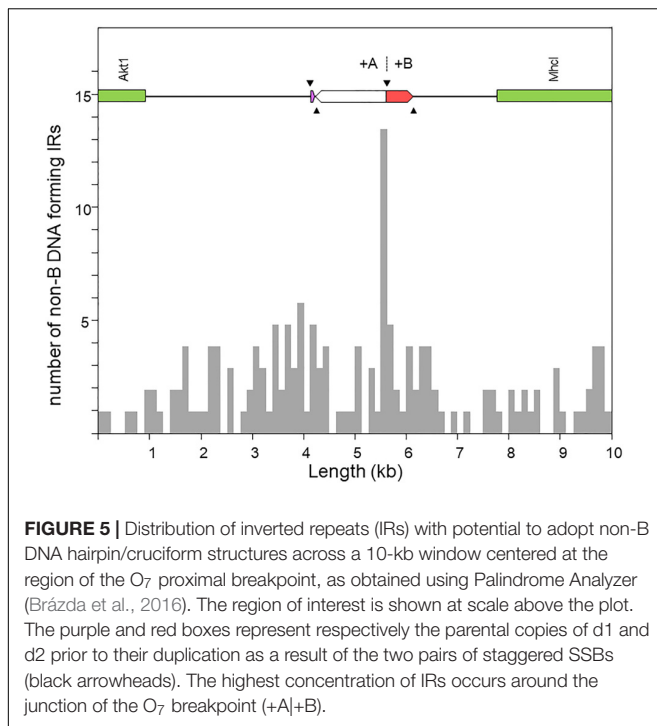 Akt1
+A
+B
Mhcl
15
10
5
number of non-B DNA forming IRs
1 2 3 4 5 6 7 8 9 10
Length (kb)
FIGURE 5 | Distribution of inverted repeats (IRs) with potential to adopt non-B
DNA hairpin/cruciform structures across a 10-kb window centered at the
region of the O₇ proximal breakpoint, as obtained using Palindrome Analyzer
(Brázda et al., 2016). The region of interest is shown at scale above the plot.
The purple and red boxes represent respectively the parental copies of d1 and
d2 prior to their duplication as a result of the two pairs of staggered SSBs
(black arrowheads). The highest concentration of IRs occurs around the
junction of the O₇ breakpoint (+A|+B).